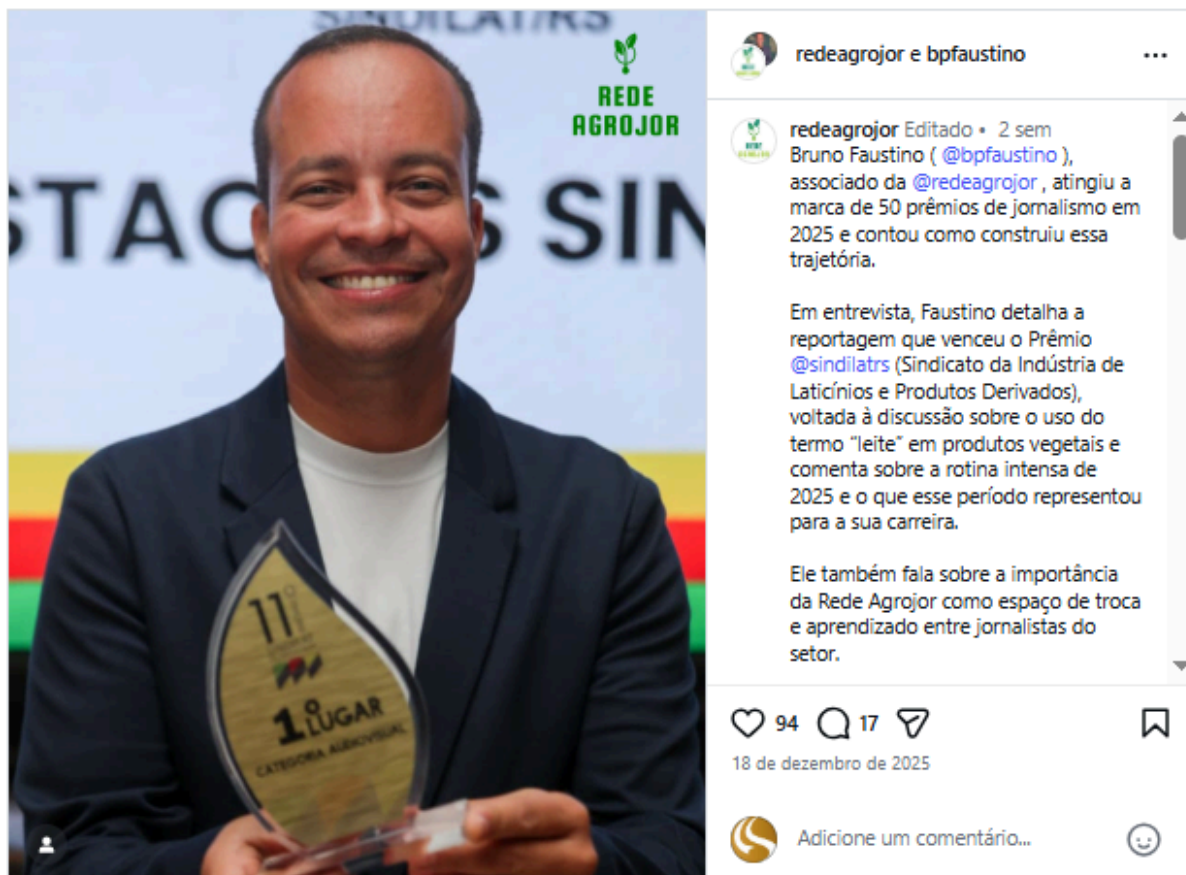 SINDILAT/RS
REDE
AGROJOR
STAQUES SIN
11º
1º LUGAR
CATEGORIA AUDIOVISUAL
redeagrojor e bpfaustino
redeagrojor Editado • 2 sem
Bruno Faustino ( @bpfaustino ),
associado da @redeagrojor , atingiu a
marca de 50 prêmios de jornalismo em
2025 e contou como construiu essa
trajetória.
Em entrevista, Faustino detalha a
reportagem que venceu o Prêmio
@sindilatrs (Sindicato da Indústria de
Laticínios e Produtos Derivados),
voltada à discussão sobre o uso do
termo “leite” em produtos vegetais e
comenta sobre a rotina intensa de
2025 e o que esse período representou
para a sua carreira.
Ele também fala sobre a importância
da Rede Agrojor como espaço de troca
e aprendizado entre jornalistas do
setor.
94 17
18 de dezembro de 2025
Adicione um comentário...